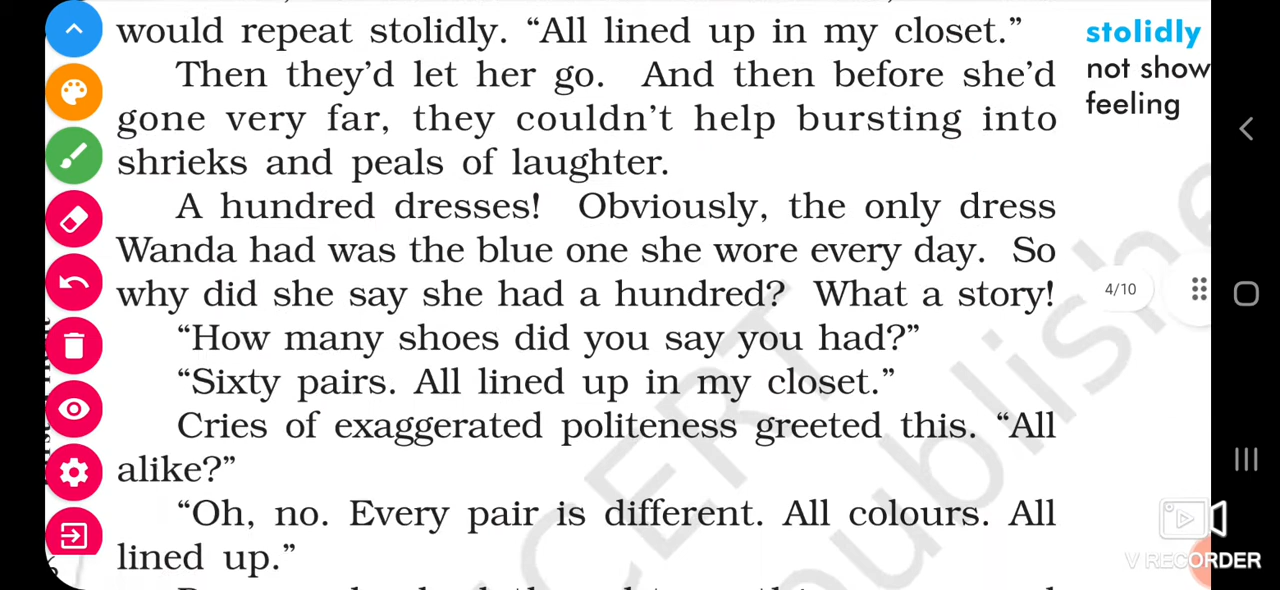 would repeat stolidly. “All lined up in my closet.”
Then they’d let her go. And then before she’d
gone very far, they couldn’t help bursting into
shrieks and peals of laughter.
A hundred dresses! Obviously, the only dress
Wanda had was the blue one she wore every day. So
why did she say she had a hundred? What a story!
“How many shoes did you say you had?”
“Sixty pairs. All lined up in my closet.”
Cries of exaggerated politeness greeted this. “All
alike?”
“Oh, no. Every pair is different. All colours. All
lined up.”
stolidly
not show
feeling
4/10
V RECORDER